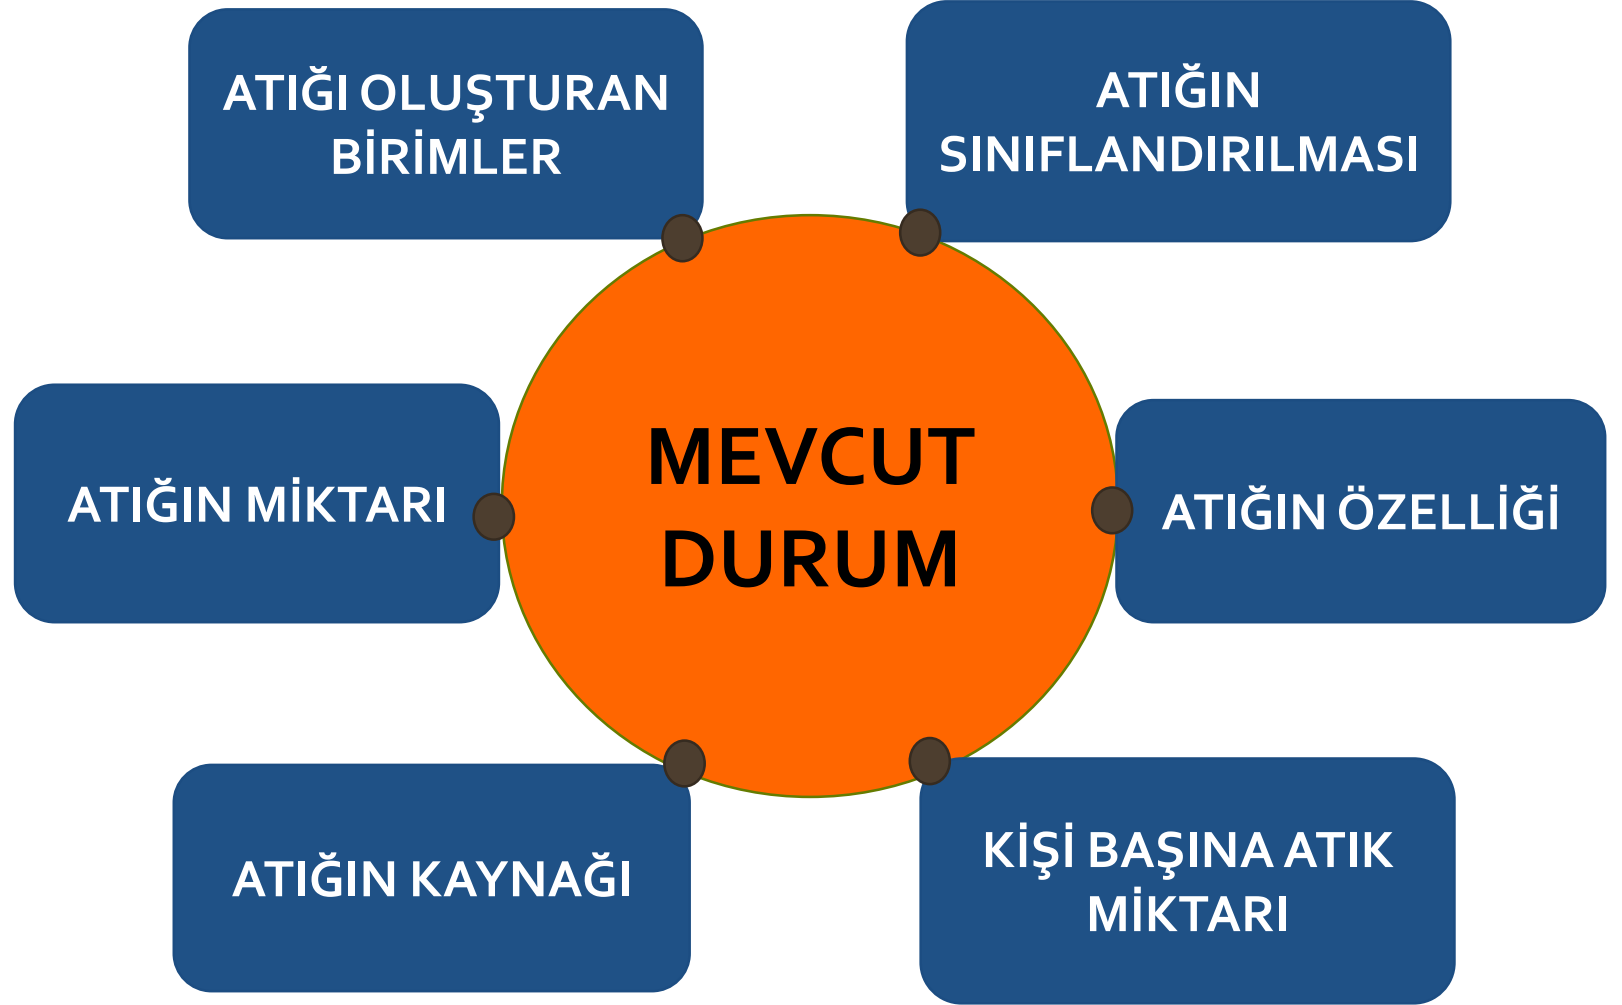 ATIĞI OLUŞTURAN
BİRİMLER
ATIĞIN
SINIFLANDIRILMASI
MEVCUT
DURUM
ATIĞIN MİKTARI
ATIĞIN ÖZELLİĞİ
ATIĞIN KAYNAĞI
KİŞİ BAŞINA ATIK
MİKTARI